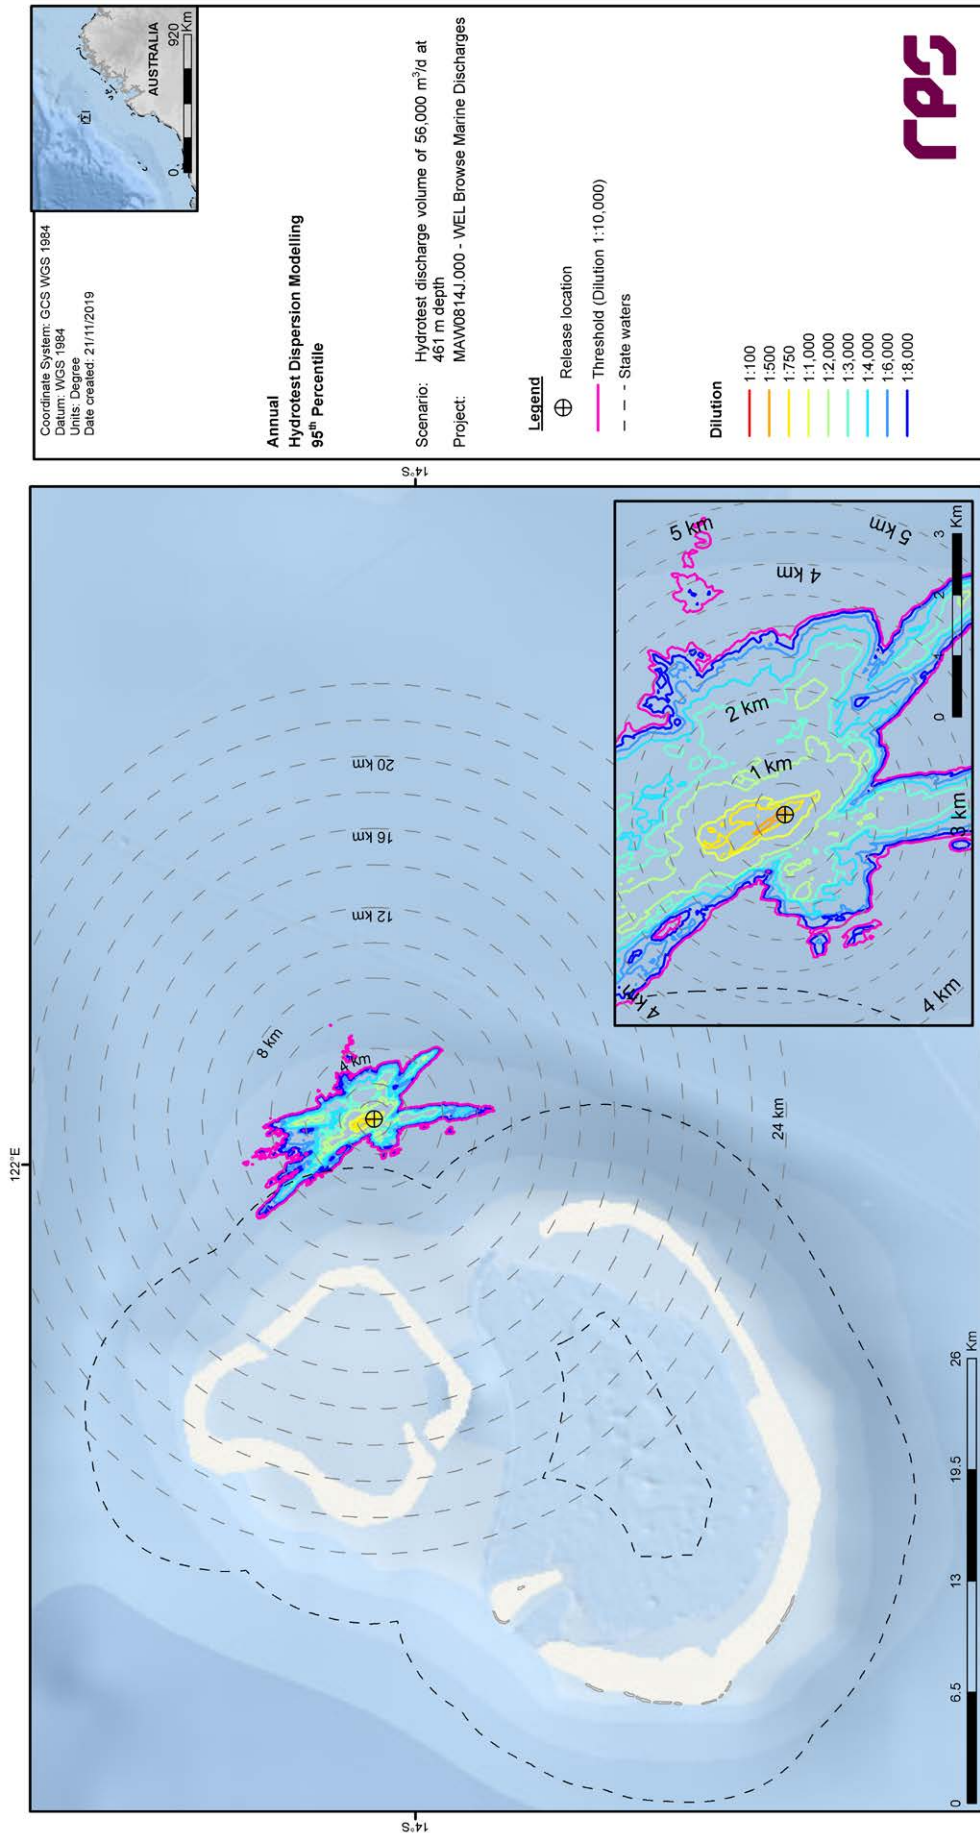 122°E
14°S
14°S
8 km
4 km
12 km
16 km
20 km
24 km
0 6.5 13 19.5 26
Km
1 km
2 km
3 km
4 km
4 km
4 km
5 km
5 km
0 1 2 3
Km
Coordinate System: GCS WGS 1984
Datum: WGS 1984
Units: Degree
Date created: 21/11/2019
AUSTRALIA
0 920
Km
Annual
Hydrotest Dispersion Modelling
95th Percentile
Scenario: Hydrotest discharge volume of 56,000 m³/d at
461 m depth
Project: MAW0814J.000 - WEL Browse Marine Discharges
Legend
Release location
Threshold (Dilution 1:10,000)
State waters
Dilution
1:100
1:500
1:750
1:1,000
1:2,000
1:3,000
1:4,000
1:6,000
1:8,000
rps